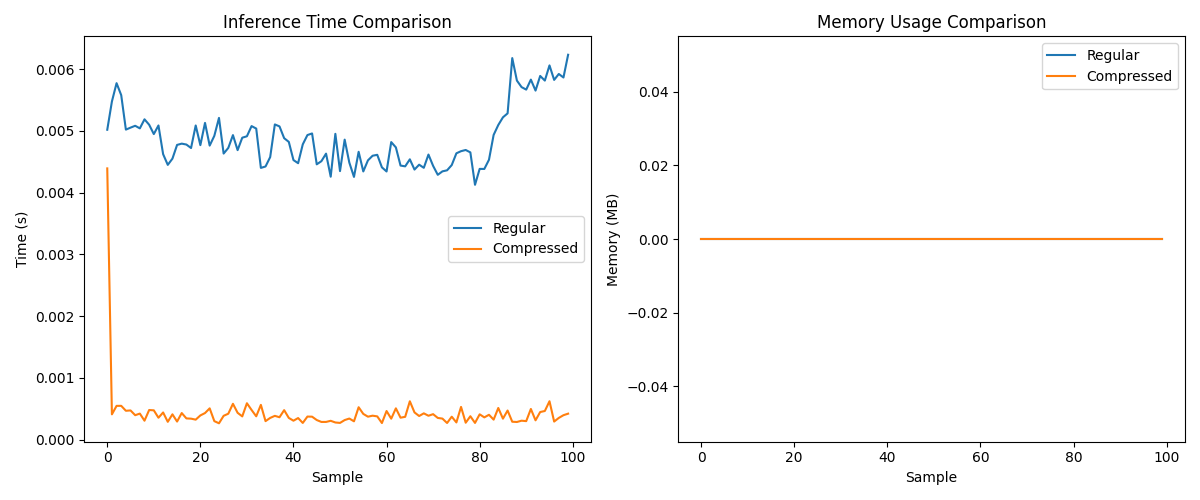 Inference Time Comparison
0.006
0.005
0.004
0.003
0.002
0.001
0.000
Time (s)
Regular
Compressed
0 20 40 60 80 100
Sample
Memory Usage Comparison
Regular
Compressed
0.04
0.02
0.00
−0.02
−0.04
Memory (MB)
0 20 40 60 80 100
Sample